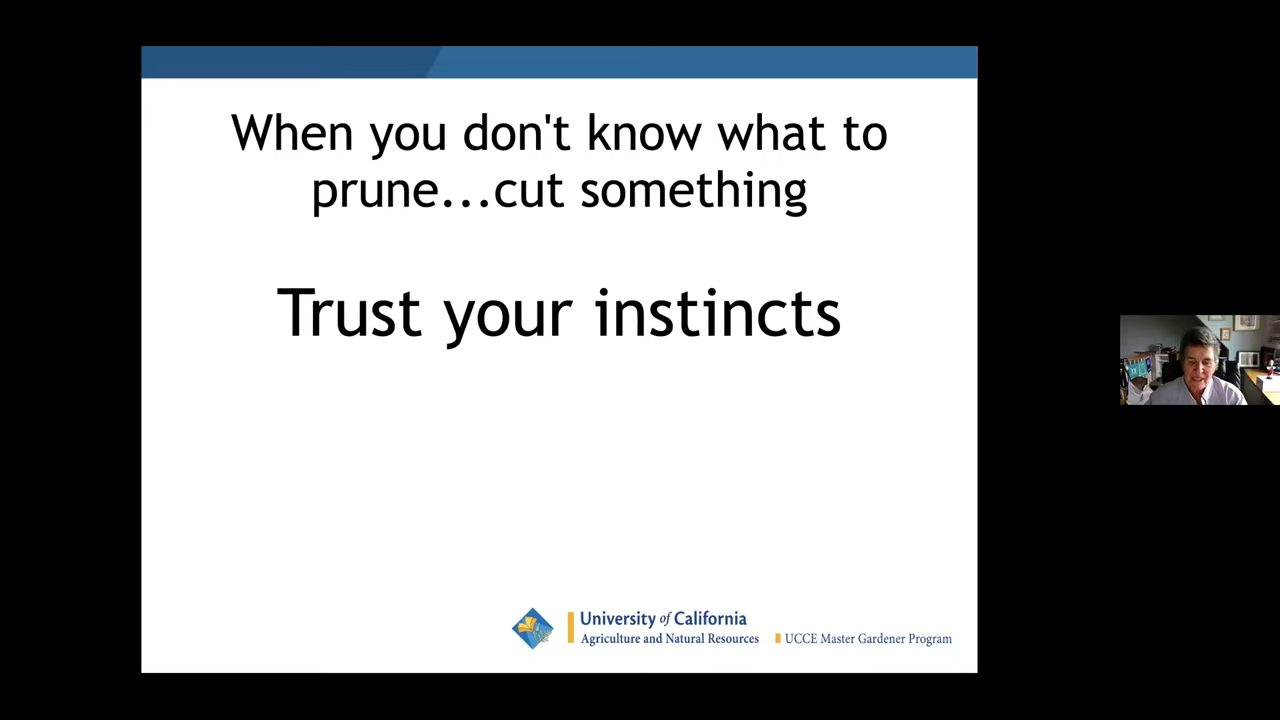 When you don't know what to
prune...cut something
Trust your instincts
University of California
Agriculture and Natural Resources
UCCE Master Gardener Program